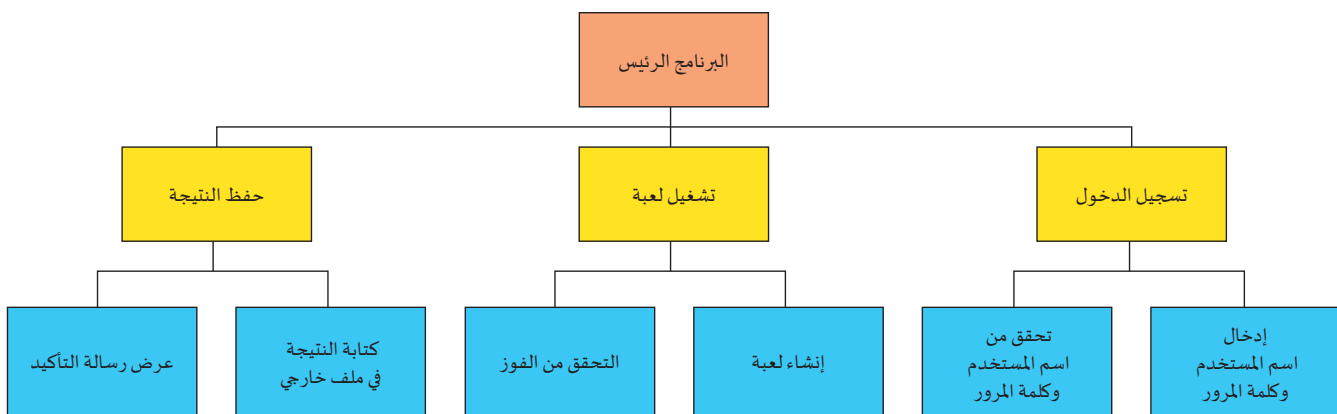 البرنامج الرئيس
تسجيل الدخول
تشغيل لعبة
حفظ النتيجة
إدخال
اسم المستخدم
وكلمة المرور
تحقق من
اسم المستخدم
وكلمة المرور
إنشاء لعبة
التحقق من الفوز
كتابة النتيجة
في ملف خارجي
عرض رسالة التأكيد